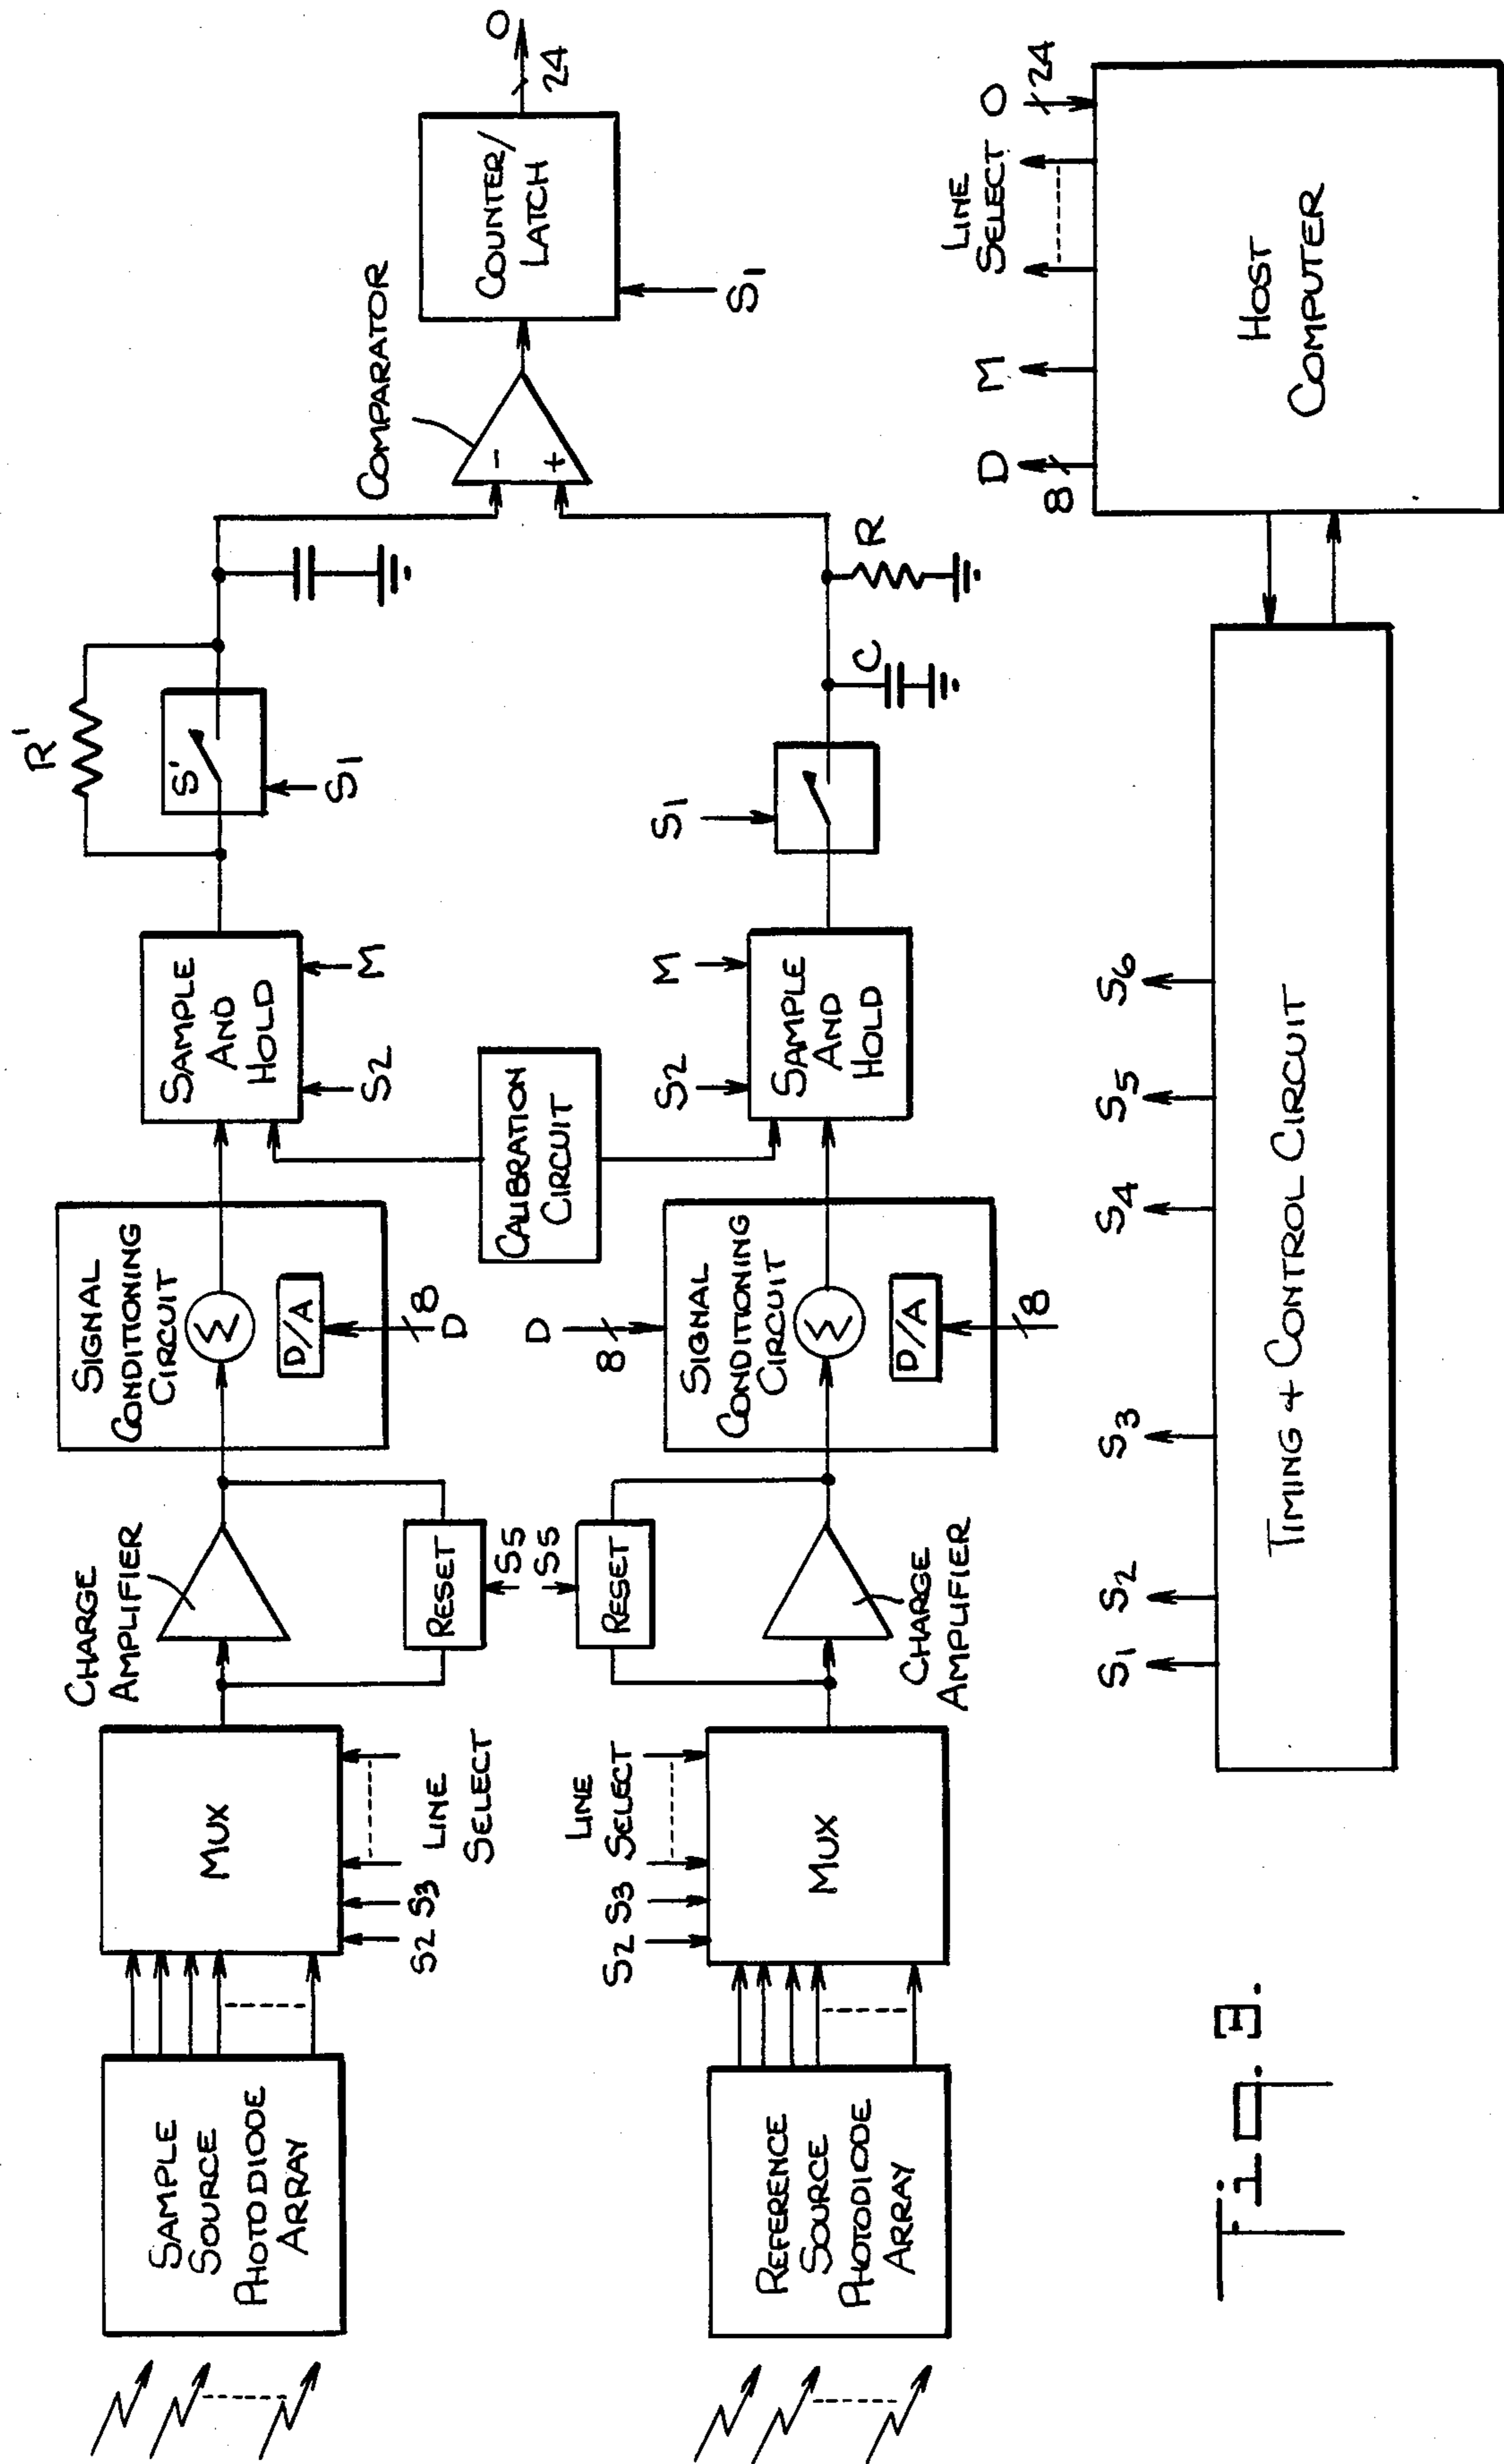 SAMPLE
SOURCE
PHOTODIODE
ARRAY
MUX
S2 S3
LINE
SELECT
CHARGE
AMPLIFIER
RESET
S5
SIGNAL
CONDITIONING
CIRCUIT
Σ
D/A
8
D
SAMPLE
AND
HOLD
S2
M
R'
S'
S1
COMPARATOR
-
+
COUNTER/
LATCH
S1
24
O
CALIBRATION
CIRCUIT
REFERENCE
SOURCE
PHOTODIODE
ARRAY
MUX
S2 S3
LINE
SELECT
CHARGE
AMPLIFIER
RESET
S5
SIGNAL
CONDITIONING
CIRCUIT
D
8
Σ
D/A
8
SAMPLE
AND
HOLD
S2
M
S1
C
R
TIMING + CONTROL CIRCUIT
S1
S2
S3
S4
S5
S6
HOST
COMPUTER
D
8
M
LINE
SELECT
O
24
Fig. 3.